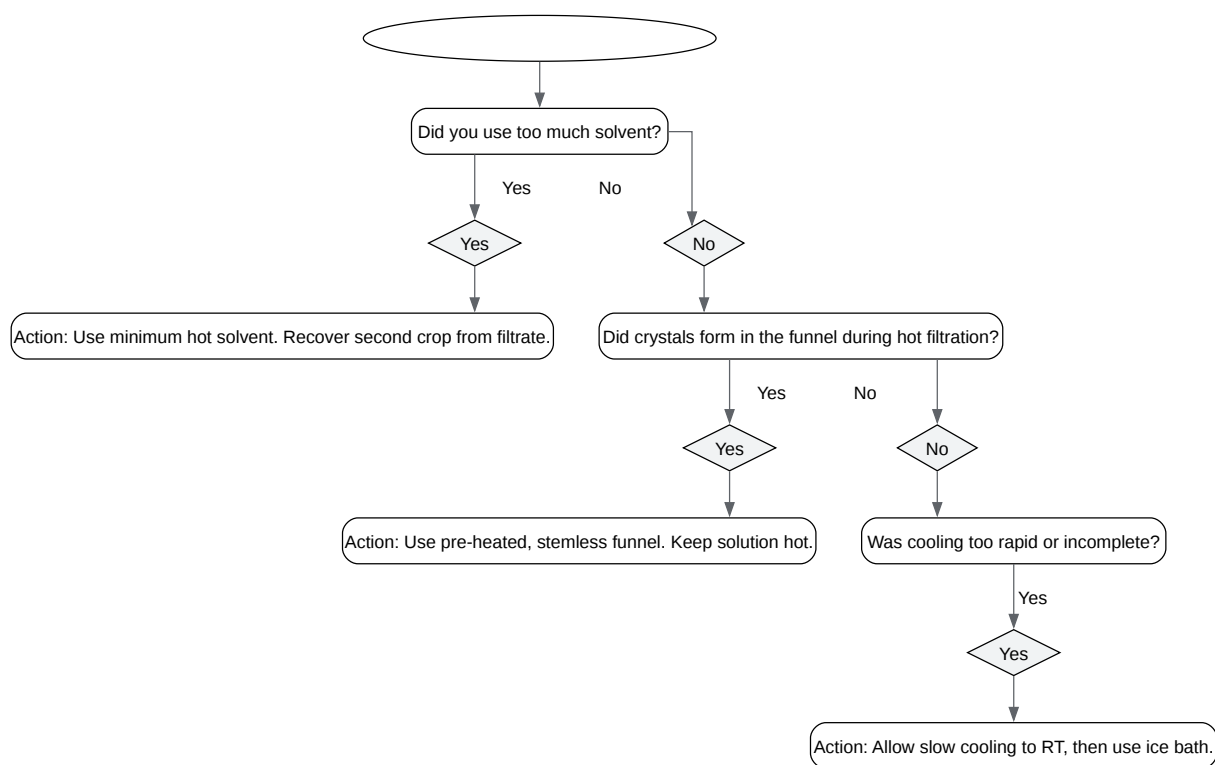 Did you use too much solvent?
Yes
No
Yes
No
Action: Use minimum hot solvent. Recover second crop from filtrate.
Did crystals form in the funnel during hot filtration?
Yes
No
Yes
No
Action: Use pre-heated, stemless funnel. Keep solution hot.
Was cooling too rapid or incomplete?
Yes
Yes
Action: Allow slow cooling to RT, then use ice bath.